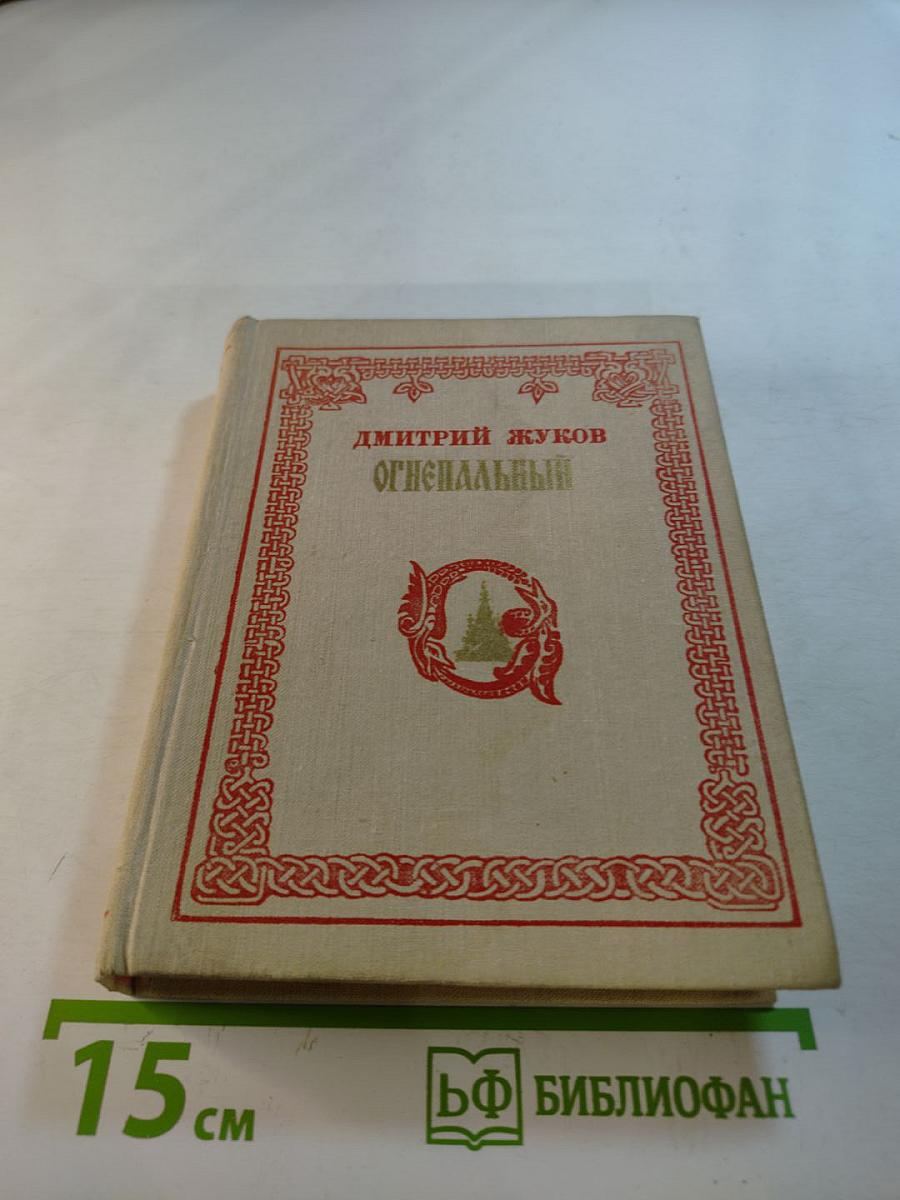 ДМИТРИЙ ЖУКОВ
ОГНЕПАЛЬНЫЙ
15 см
ЬФ БИБЛИОФАН